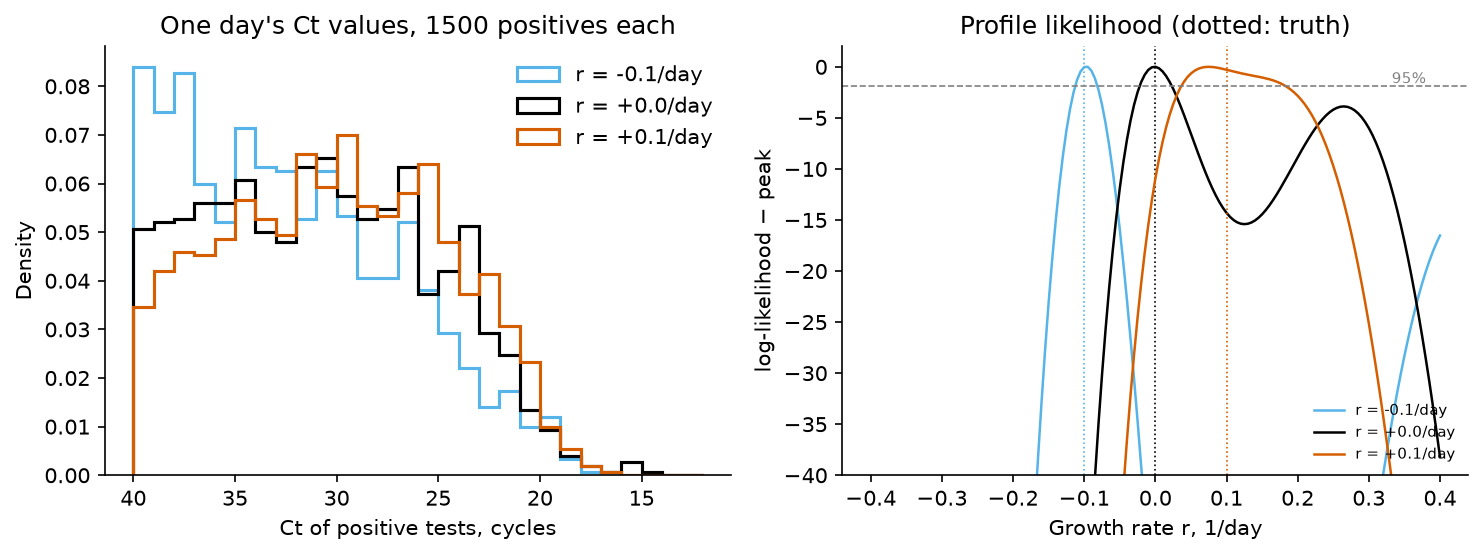 One day's Ct values, 1500 positives each
Density
0.08
0.07
0.06
0.05
0.04
0.03
0.02
0.01
0.00
40
35
30
25
20
15
Ct of positive tests, cycles
r = -0.1/day
r = +0.0/day
r = +0.1/day
Profile likelihood (dotted: truth)
log-likelihood − peak
0
−5
−10
−15
−20
−25
−30
−35
−40
95%
r = -0.1/day
r = +0.0/day
r = +0.1/day
−0.4
−0.3
−0.2
−0.1
0.0
0.1
0.2
0.3
0.4
Growth rate r, 1/day